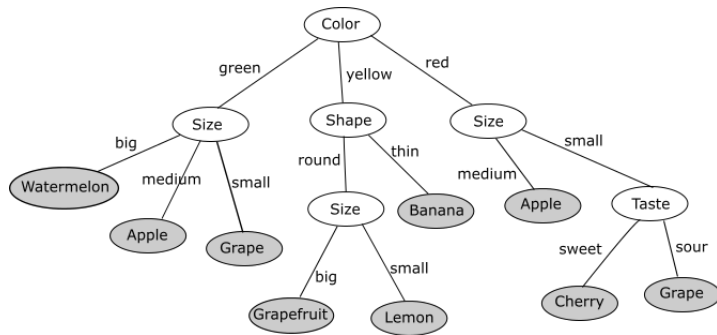 Color
green
yellow
red
Size
Shape
Size
big
medium
small
round
thin
medium
small
Watermelon
Apple
Grape
Size
Banana
Apple
Taste
big
small
sweet
sour
Grapefruit
Lemon
Cherry
Grape